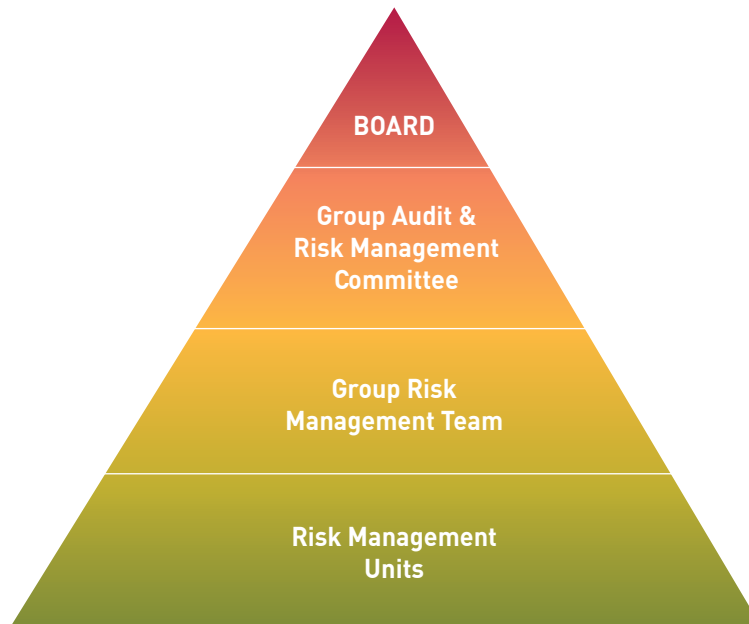 BOARD
Group Audit &
Risk Management
Committee
Group Risk
Management Team
Risk Management
Units